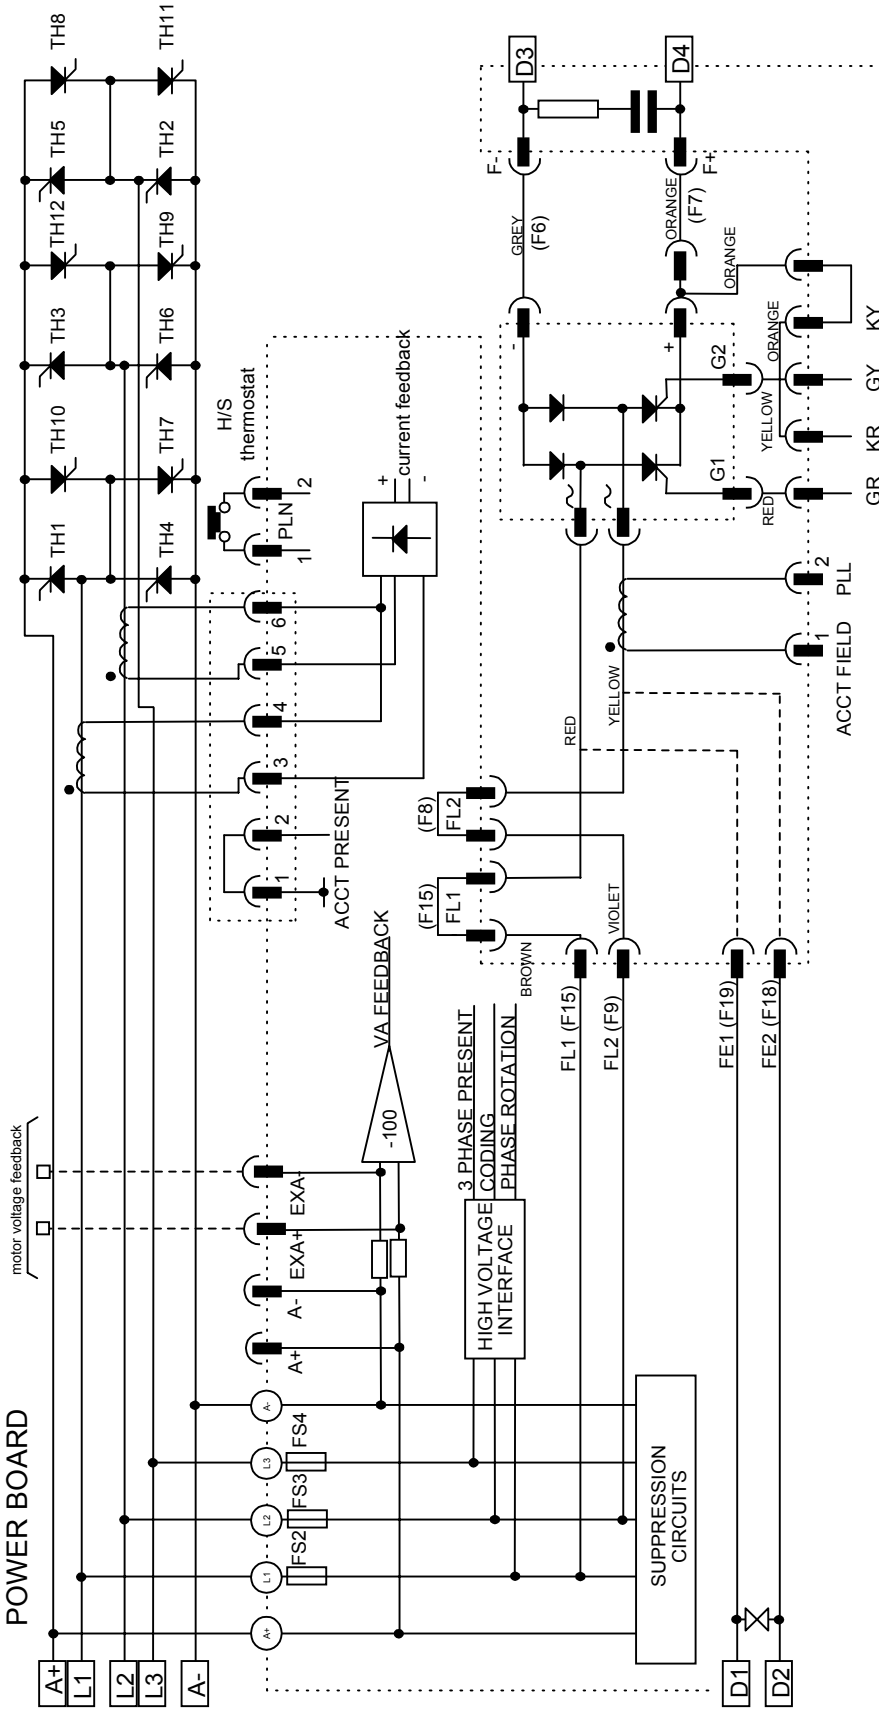 POWER BOARD
motor voltage feedback
A+
L1
L2
L3
A-
TH1
TH10
TH3
TH12
TH5
TH8
TH4
TH7
TH6
TH9
TH2
TH11
A+
L1
L2
L3
A-
FS2
FS3
FS4
A+
A-
EXA+
EXA-
1
2
3
4
5
6
ACCT PRESENT
1
2
PLN
H/S
thermostat
-100
VA FEEDBACK
+
-
current feedback
HIGH VOLTAGE
INTERFACE
3 PHASE PRESENT
CODING
PHASE ROTATION
SUPPRESSION
CIRCUITS
(F15)
FL1
(F8)
FL2
BROWN
VIOLET
RED
YELLOW
FL1 (F15)
FL2 (F9)
FE1 (F19)
FE2 (F18)
D1
D2
1
2
ACCT FIELD
PLL
-
+
G1
G2
RED
YELLOW
ORANGE
ORANGE
GREY
(F6)
ORANGE
(F7)
F-
F+
D3
D4
GR
KR
GY
KY